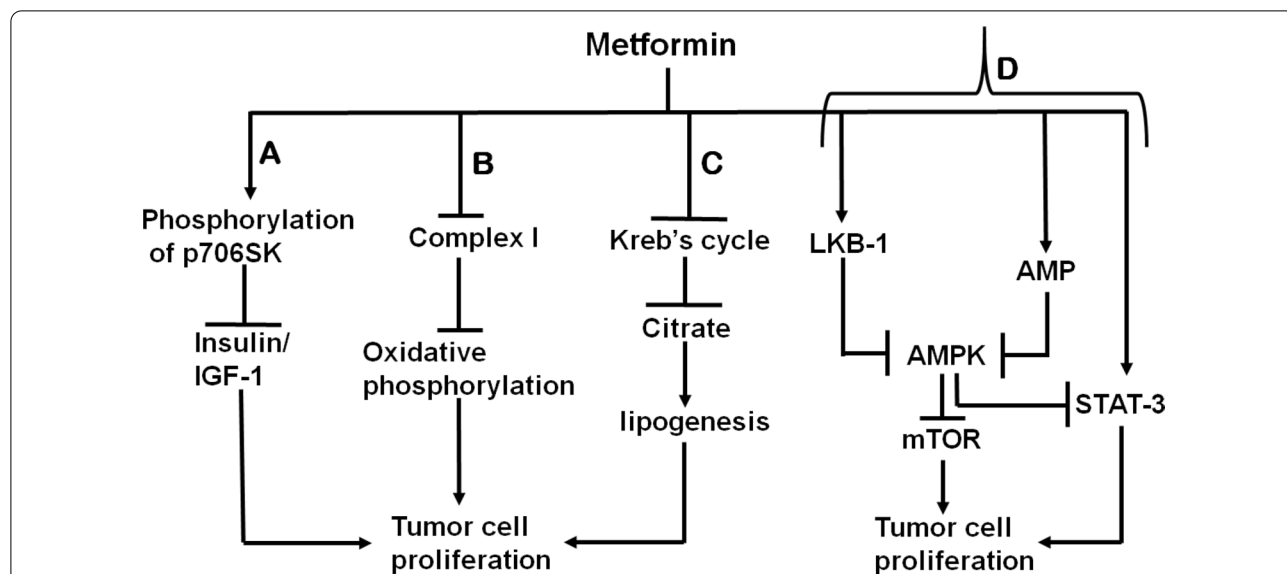 Metformin
D
A
B
C
Phosphorylation
of p706SK
Complex I
Kreb's cycle
LKB-1
AMP
Insulin/
IGF-1
Oxidative
phosphorylation
Citrate
AMPK
lipogenesis
STAT-3
mTOR
Tumor cell
proliferation
Tumor cell
proliferation